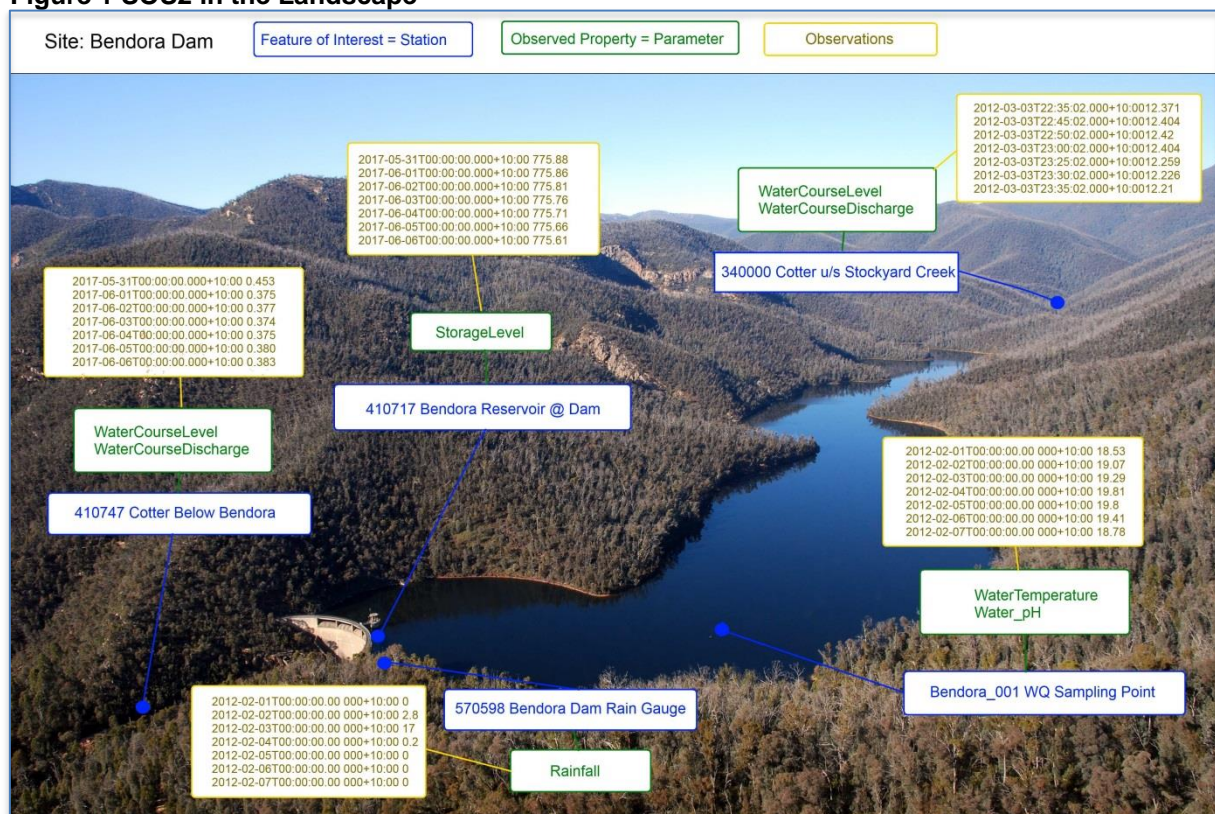 Figure 1 SOS2 in the Landscape
Site: Bendora Dam
Feature of Interest = Station
Observed Property = Parameter
Observations
2012-03-03T22:35:02.000+10:0012.371
2012-03-03T22:45:02.000+10:0012.404
2012-03-03T22:50:02.000+10:0012.42
2012-03-03T23:00:02.000+10:0012.404
2012-03-03T23:25:02.000+10:0012.259
2012-03-03T23:30:02.000+10:0012.226
2012-03-03T23:35:02.000+10:0012.21
2017-05-31T00:00:00.000+10:00 775.88
2017-06-01T00:00:00.000+10:00 775.86
2017-06-02T00:00:00.000+10:00 775.81
2017-06-03T00:00:00.000+10:00 775.76
2017-06-04T00:00:00.000+10:00 775.71
2017-06-05T00:00:00.000+10:00 775.66
2017-06-06T00:00:00.000+10:00 775.61
WaterCourseLevel
WaterCourseDischarge
340000 Cotter u/s Stockyard Creek
2017-05-31T00:00:00.000+10:00 0.453
2017-06-01T00:00:00.000+10:00 0.375
2017-06-02T00:00:00.000+10:00 0.377
2017-06-03T00:00:00.000+10:00 0.374
2017-06-04T00:00:00.000+10:00 0.375
2017-06-05T00:00:00.000+10:00 0.380
2017-06-06T00:00:00.000+10:00 0.383
StorageLevel
410717 Bendora Reservoir @ Dam
WaterCourseLevel
WaterCourseDischarge
410747 Cotter Below Bendora
2012-02-01T00:00:00.00 000+10:00 18.53
2012-02-02T00:00:00.00 000+10:00 19.07
2012-02-03T00:00:00.00 000+10:00 19.29
2012-02-04T00:00:00.00 000+10:00 19.81
2012-02-05T00:00:00.00 000+10:00 19.8
2012-02-06T00:00:00.00 000+10:00 19.41
2012-02-07T00:00:00.00 000+10:00 18.78
WaterTemperature
Water_pH
Bendora_001 WQ Sampling Point
2012-02-01T00:00:00.00 000+10:00 0
2012-02-02T00:00:00.00 000+10:00 2.8
2012-02-03T00:00:00.00 000+10:00 17
2012-02-04T00:00:00.00 000+10:00 0.2
2012-02-05T00:00:00.00 000+10:00 0
2012-02-06T00:00:00.00 000+10:00 0
2012-02-07T00:00:00.00 000+10:00 0
570598 Bendora Dam Rain Gauge
Rainfall